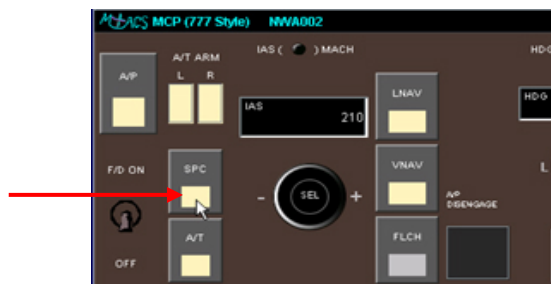 MACS MCP (777 Style) NWA002
IAS ( ) MACH
HDG
A/T ARM
L R
A/P
LNAV
IAS
210
HDG
F/D ON
SPC
VNAV
L
- SEL +
A/P
DISENGAGE
A/T
FLCH
OFF